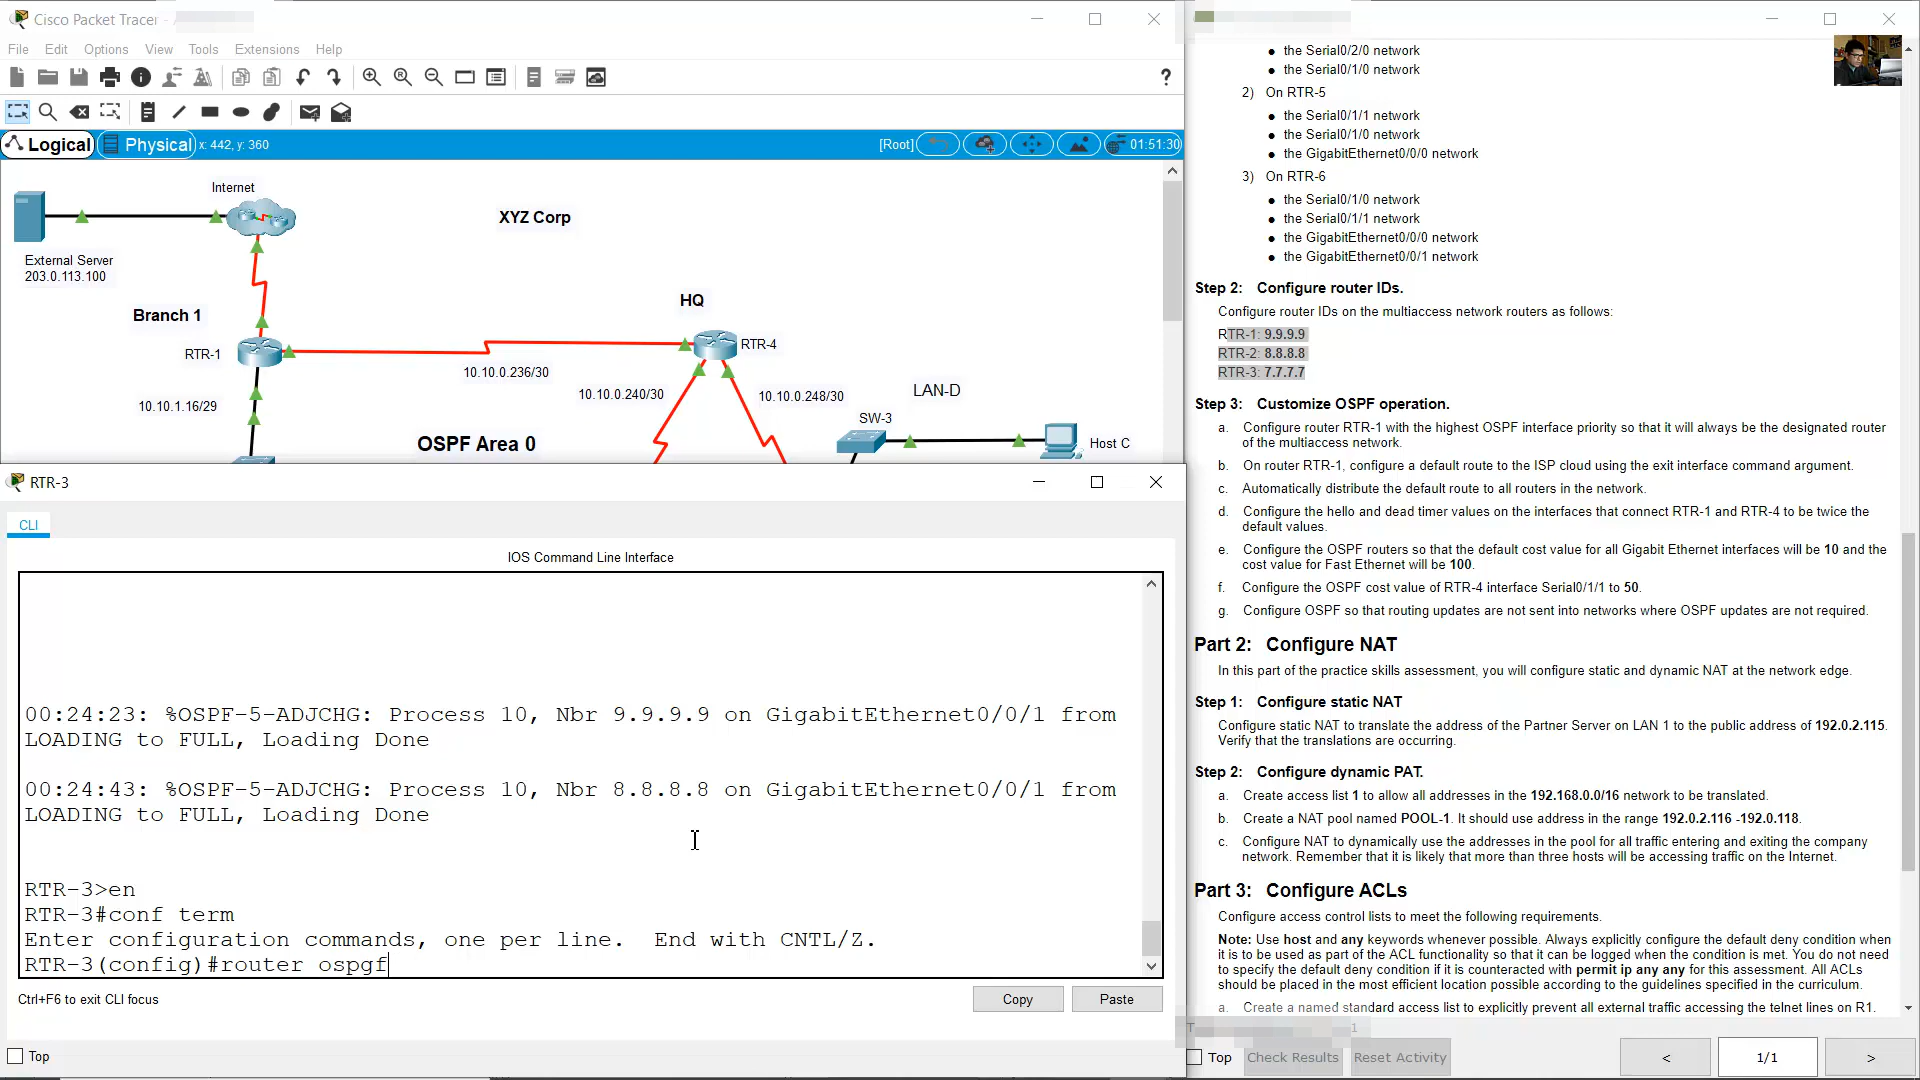 Cisco Packet Tracer
File Edit Options View Tools Extensions Help
?
Logical Physical x: 442, y: 360 [Root] 01:51:30
Internet
XYZ Corp
External Server
203.0.113.100
HQ
Branch 1
RTR-1
RTR-4
10.10.0.236/30
10.10.0.240/30
10.10.0.248/30
LAN-D
10.10.1.16/29
SW-3
OSPF Area 0
Host C
RTR-3
CLI
IOS Command Line Interface
00:24:23: %OSPF-5-ADJCHG: Process 10, Nbr 9.9.9.9 on GigabitEthernet0/0/1 from
LOADING to FULL, Loading Done
00:24:43: %OSPF-5-ADJCHG: Process 10, Nbr 8.8.8.8 on GigabitEthernet0/0/1 from
LOADING to FULL, Loading Done
RTR-3>en
RTR-3#conf term
Enter configuration commands, one per line.  End with CNTL/Z.
RTR-3(config)#router ospgf
Ctrl+F6 to exit CLI focus
Copy Paste
Top
● the Serial0/2/0 network
● the Serial0/1/0 network
2) On RTR-5
● the Serial0/1/1 network
● the Serial0/1/0 network
● the GigabitEthernet0/0/0 network
3) On RTR-6
● the Serial0/1/0 network
● the Serial0/1/1 network
● the GigabitEthernet0/0/0 network
● the GigabitEthernet0/0/1 network
Step 2: Configure router IDs.
Configure router IDs on the multiaccess network routers as follows:
RTR-1: 9.9.9.9
RTR-2: 8.8.8.8
RTR-3: 7.7.7.7
Step 3: Customize OSPF operation.
a. Configure router RTR-1 with the highest OSPF interface priority so that it will always be the designated router
of the multiaccess network.
b. On router RTR-1, configure a default route to the ISP cloud using the exit interface command argument.
c. Automatically distribute the default route to all routers in the network.
d. Configure the hello and dead timer values on the interfaces that connect RTR-1 and RTR-4 to be twice the
default values.
e. Configure the OSPF routers so that the default cost value for all Gigabit Ethernet interfaces will be 10 and the
cost value for Fast Ethernet will be 100.
f. Configure the OSPF cost value of RTR-4 interface Serial0/1/1 to 50.
g. Configure OSPF so that routing updates are not sent into networks where OSPF updates are not required.
Part 2: Configure NAT
In this part of the practice skills assessment, you will configure static and dynamic NAT at the network edge.
Step 1: Configure static NAT
Configure static NAT to translate the address of the Partner Server on LAN 1 to the public address of 192.0.2.115.
Verify that the translations are occurring.
Step 2: Configure dynamic PAT.
a. Create access list 1 to allow all addresses in the 192.168.0.0/16 network to be translated.
b. Create a NAT pool named POOL-1. It should use address in the range 192.0.2.116 -192.0.118.
c. Configure NAT to dynamically use the addresses in the pool for all traffic entering and exiting the company
network. Remember that it is likely that more than three hosts will be accessing traffic on the Internet.
Part 3: Configure ACLs
Configure access control lists to meet the following requirements.
Note: Use host and any keywords whenever possible. Always explicitly configure the default deny condition when
it is to be used as part of the ACL functionality so that it can be logged when the condition is met. You do not need
to specify the default deny condition if it is counteracted with permit ip any any for this assessment. All ACLs
should be placed in the most efficient location possible according to the guidelines specified in the curriculum.
a. Create a named standard access list to explicitly prevent all external traffic accessing the telnet lines on R1.
Top Check Results Reset Activity < 1/1 >